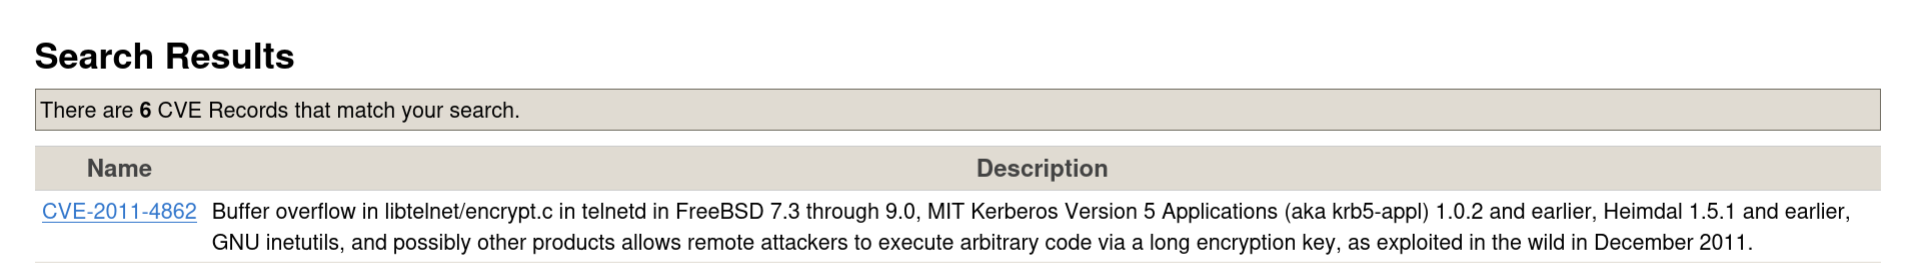 Search Results
There are 6 CVE Records that match your search.
Name Description
CVE-2011-4862 Buffer overflow in libtelnet/encrypt.c in telnetd in FreeBSD 7.3 through 9.0, MIT Kerberos Version 5 Applications (aka krb5-appl) 1.0.2 and earlier, Heimdal 1.5.1 and earlier,
GNU inetutils, and possibly other products allows remote attackers to execute arbitrary code via a long encryption key, as exploited in the wild in December 2011.